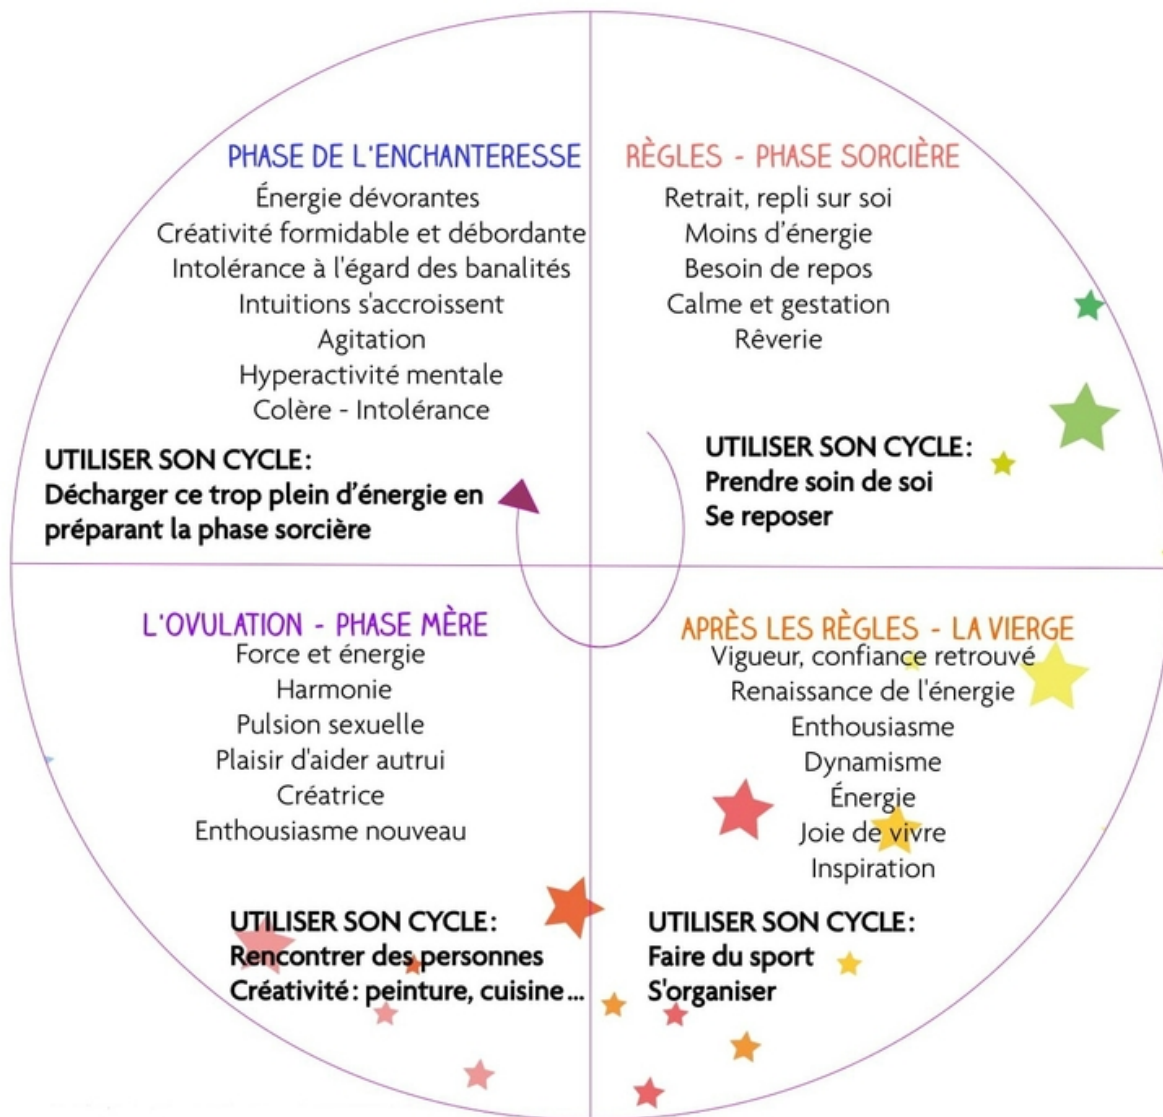 PHASE DE L'ENCHANTERESSE
Énergie dévorantes
Créativité formidable et débordante
Intolérance à l'égard des banalités
Intuitions s'accroissent
Agitation
Hyperactivité mentale
Colère - Intolérance
UTILISER SON CYCLE:
Décharger ce trop plein d'énergie en
préparant la phase sorcière
RÈGLES - PHASE SORCIÈRE
Retrait, repli sur soi
Moins d'énergie
Besoin de repos
Calme et gestation
Rêverie
UTILISER SON CYCLE:
Prendre soin de soi
Se reposer
L'OVULATION - PHASE MÈRE
Force et énergie
Harmonie
Pulsion sexuelle
Plaisir d'aider autrui
Créatrice
Enthousiasme nouveau
UTILISER SON CYCLE:
Rencontrer des personnes
Créativité: peinture, cuisine...
APRÈS LES RÈGLES - LA VIERGE
Vigueur, confiance retrouvé
Renaissance de l'énergie
Enthousiasme
Dynamisme
Énergie
Joie de vivre
Inspiration
UTILISER SON CYCLE:
Faire du sport
S'organiser